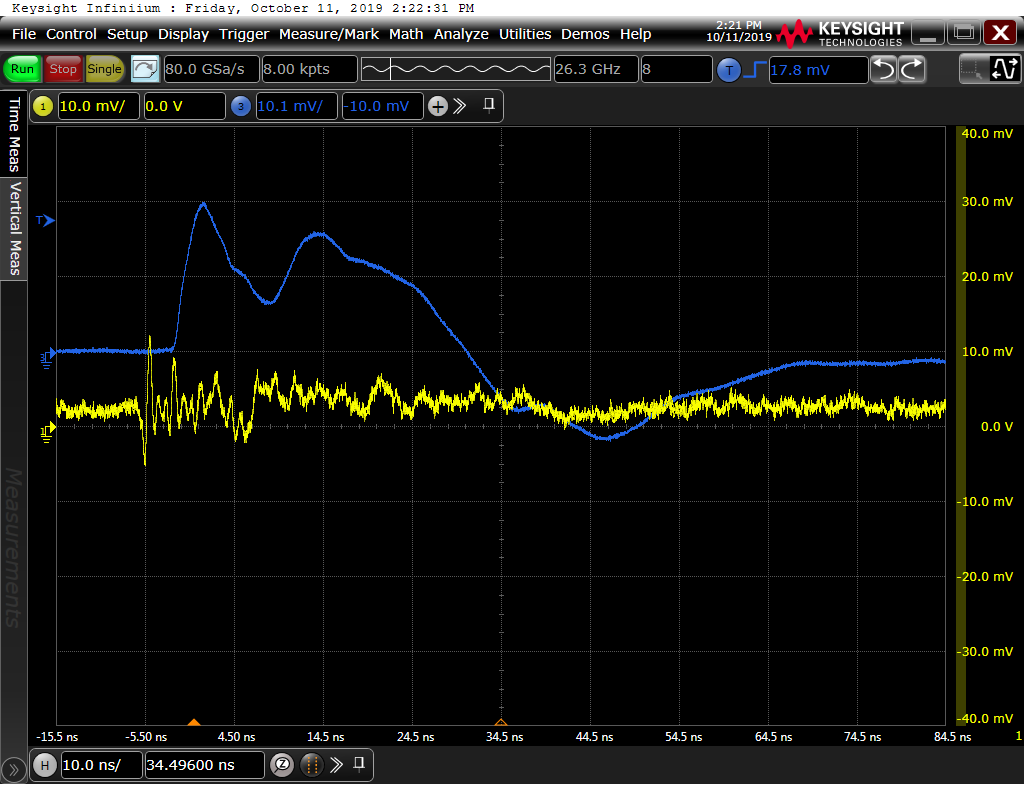 Keysight Infiniium : Friday, October 11, 2019 2:22:31 PM
File Control Setup Display Trigger Measure/Mark Math Analyze Utilities Demos Help
2:21 PM
10/11/2019
KEYSIGHT
TECHNOLOGIES
X
Run Stop Single 80.0 GSa/s 8.00 kpts 26.3 GHz 8 T 17.8 mV
1 10.0 mV/ 0.0 V 3 10.1 mV/ -10.0 mV +
Time Meas
Vertical Meas
Measurements
T
3
1
40.0 mV
30.0 mV
20.0 mV
10.0 mV
0.0 V
-10.0 mV
-20.0 mV
-30.0 mV
-40.0 mV
-15.5 ns -5.50 ns 4.50 ns 14.5 ns 24.5 ns 34.5 ns 44.5 ns 54.5 ns 64.5 ns 74.5 ns 84.5 ns 1
H 10.0 ns/ 34.49600 ns Z